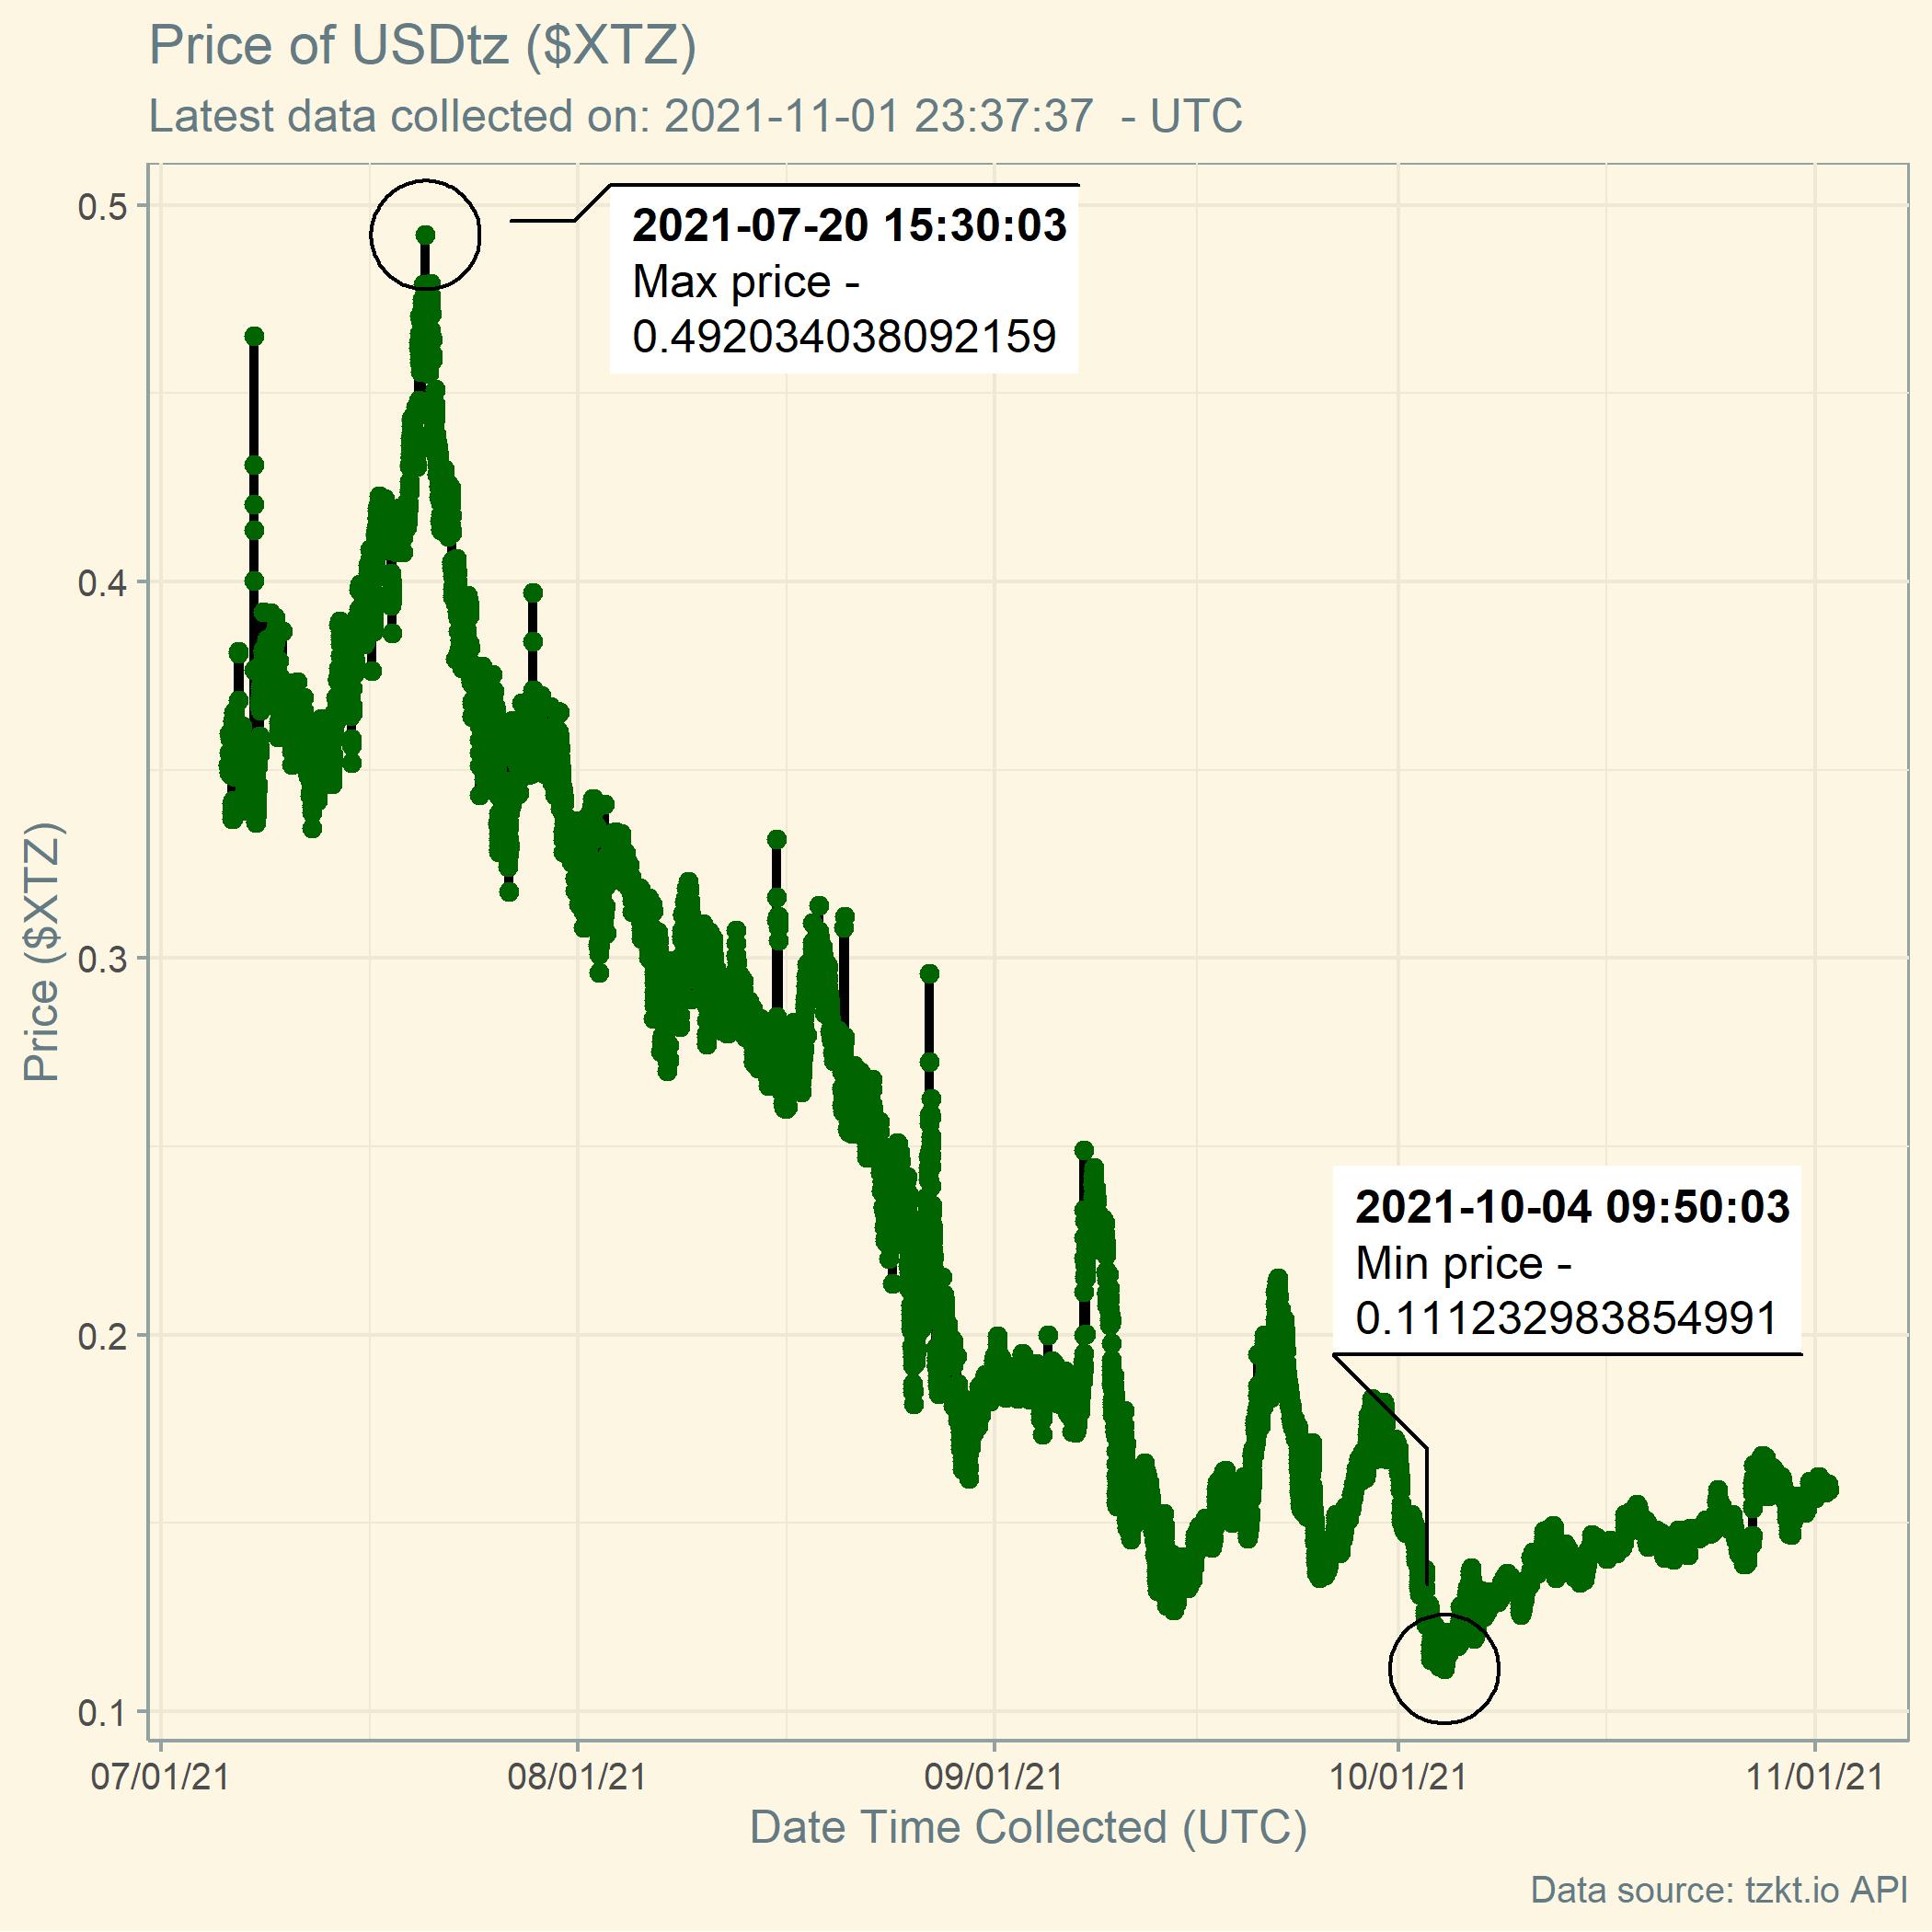 Price of USDtz ($XTZ)
Latest data collected on: 2021-11-01 23:37:37  - UTC
2021-07-20 15:30:03
Max price -
0.492034038092159
2021-10-04 09:50:03
Min price -
0.111232983854991
Price ($XTZ)
0.5
0.4
0.3
0.2
0.1
07/01/21
08/01/21
09/01/21
10/01/21
11/01/21
Date Time Collected (UTC)
Data source: tzkt.io API